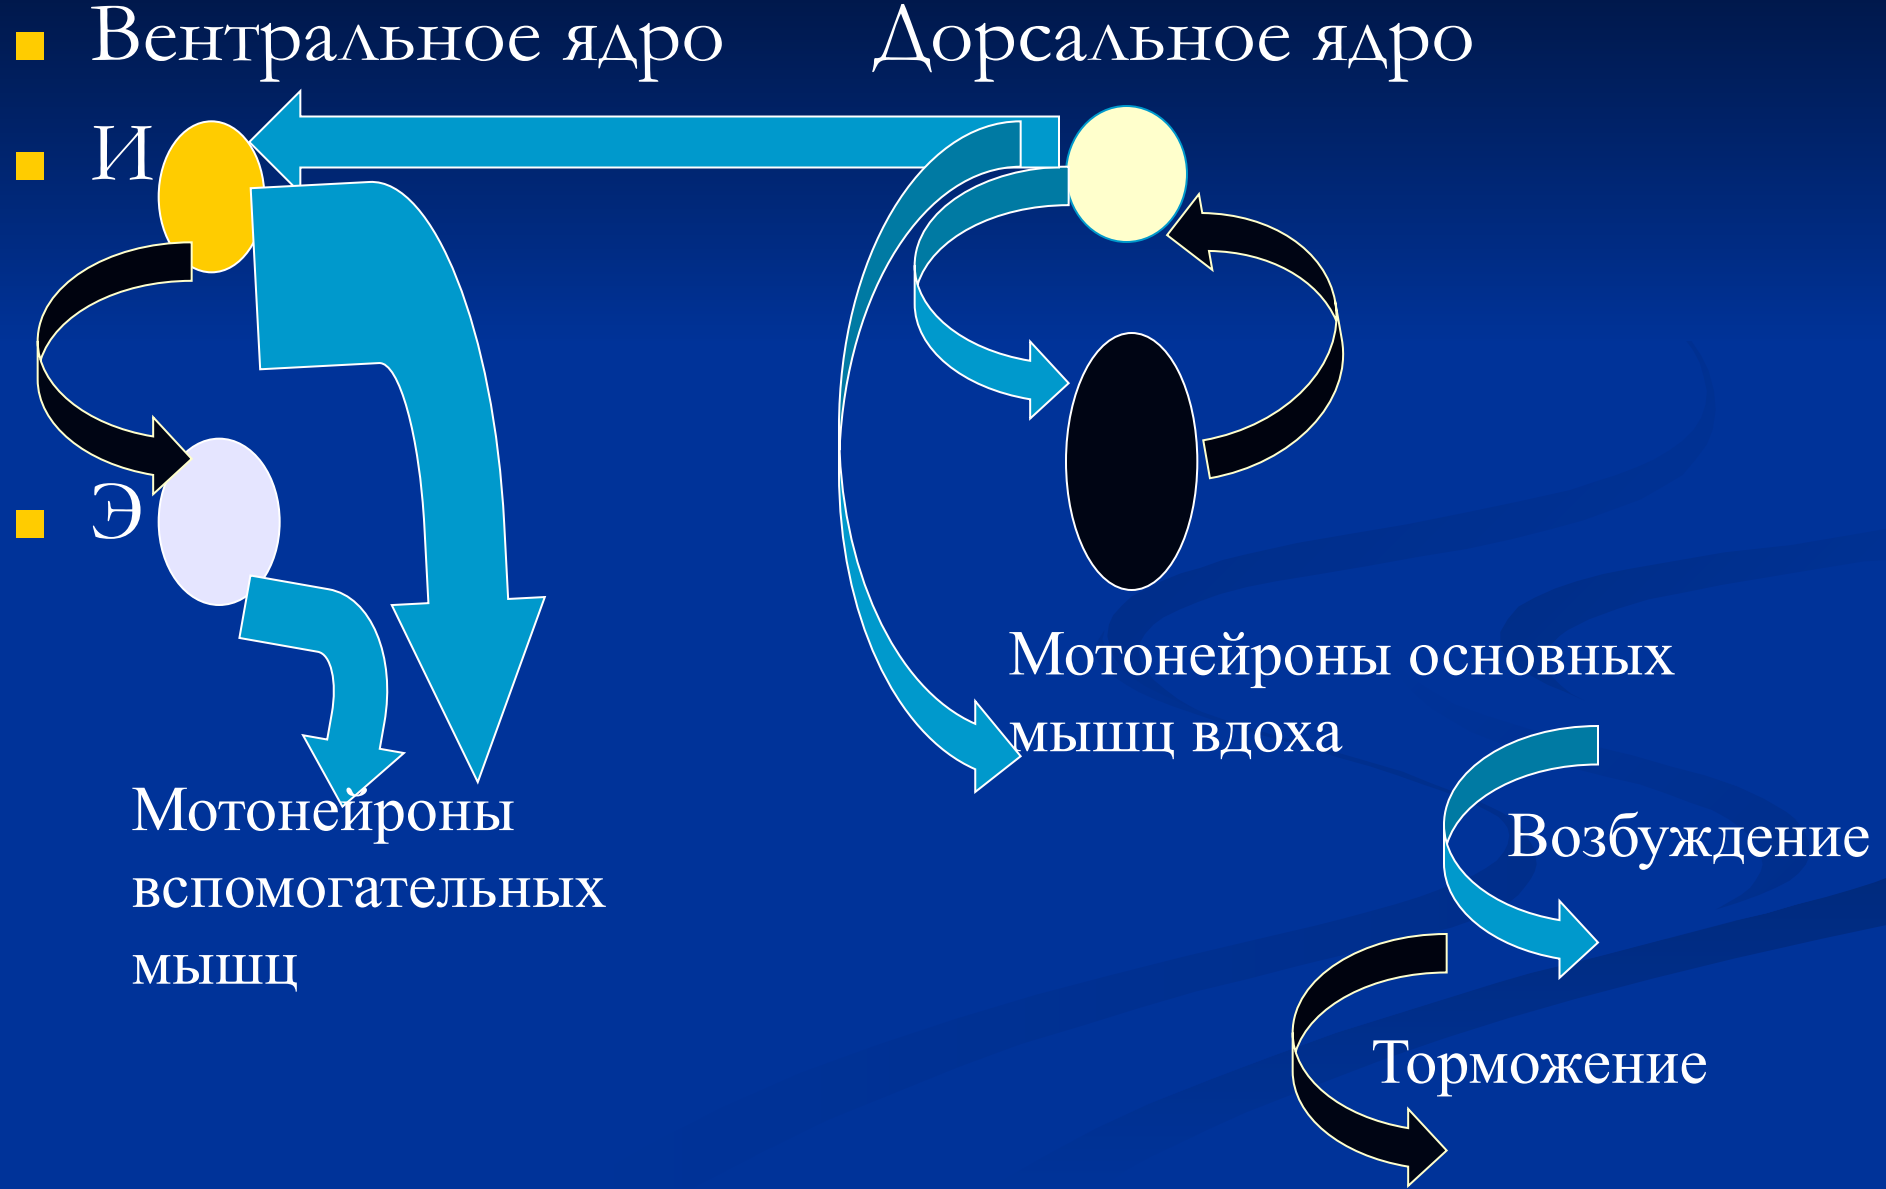 Вентральное ядро Дорсальное ядро
И
Э
Мотонейроны основных
мышц вдоха
Мотонейроны
вспомогательных
мышц
Возбуждение
Торможение